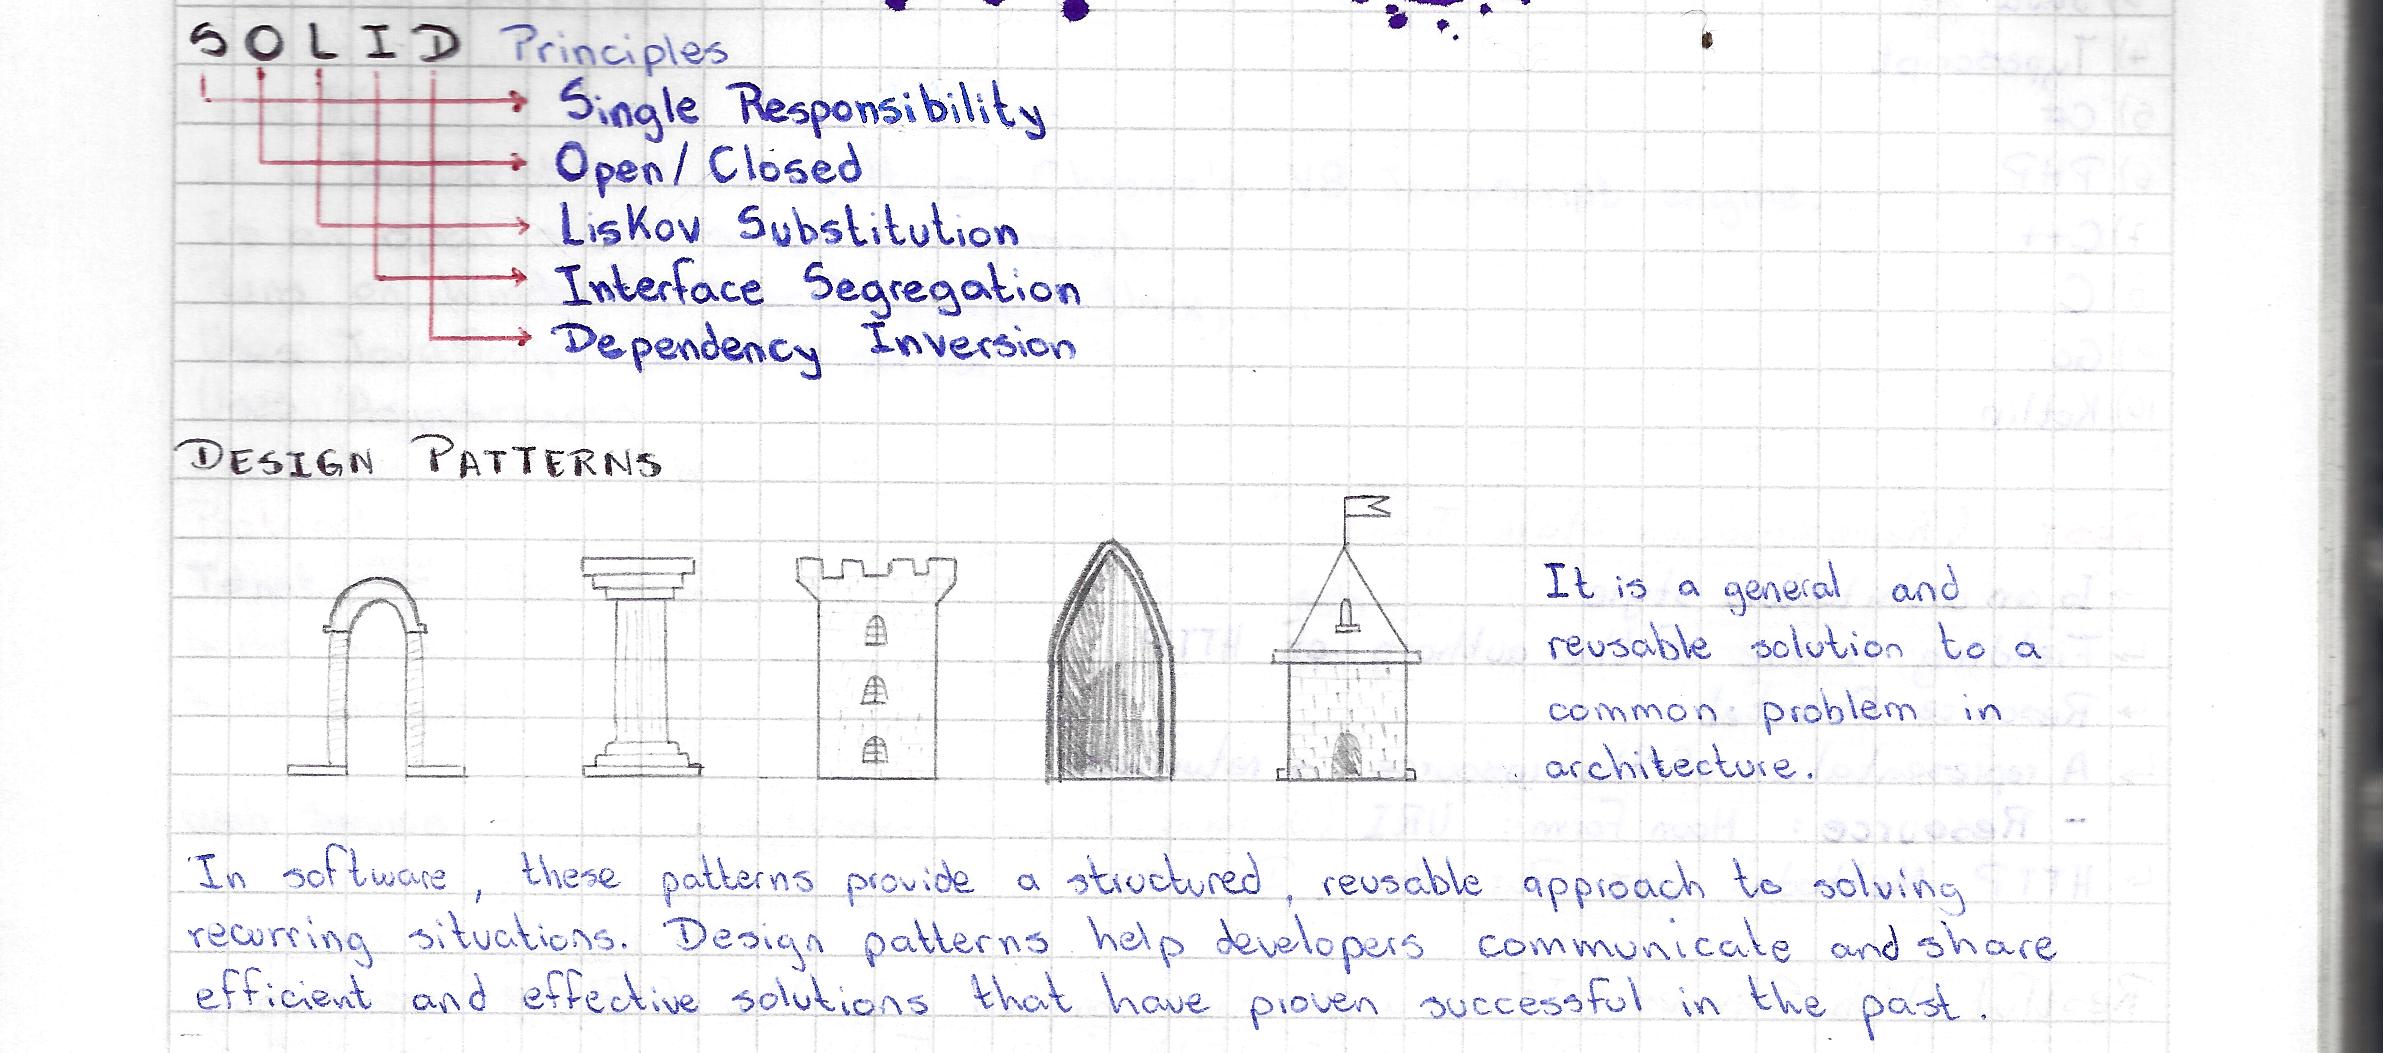 SOLID Principles
Single Responsibility
Open/ Closed
Liskov Substitution
Interface Segregation
Dependency Inversion
DESIGN PATTERNS
It is a general and
reusable solution to a
common problem in
architecture.
In software, these patterns provide a structured, reusable approach to solving
recurring situations. Design patterns help developers communicate and share
efficient and effective solutions that have proven successful in the past.